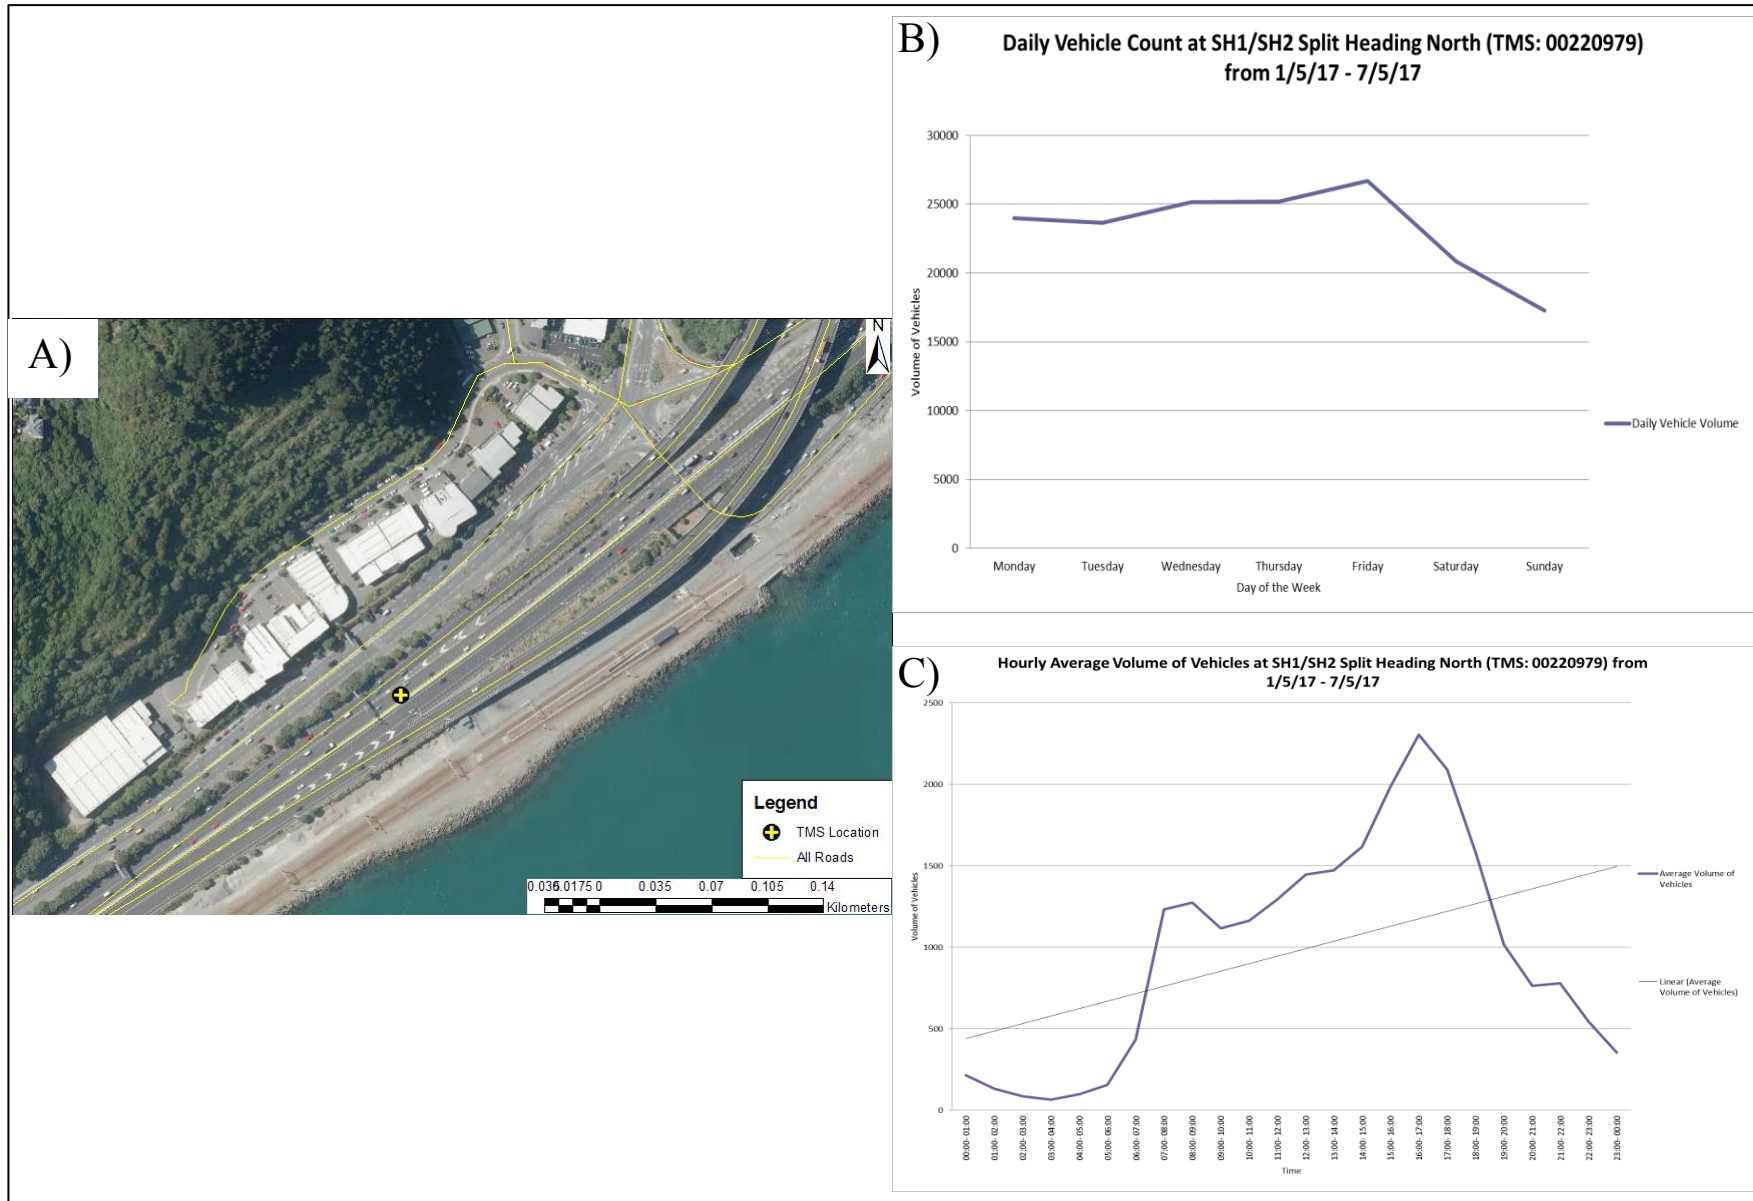 A)
N
Legend
TMS Location
All Roads
0.035 0.0175 0 0.035 0.07 0.105 0.14
Kilometers
B)
Daily Vehicle Count at SH1/SH2 Split Heading North (TMS: 00220979)
from 1/5/17 - 7/5/17
30000
25000
20000
15000
10000
5000
0
Volume of Vehicles
Monday Tuesday Wednesday Thursday Friday Saturday Sunday
Day of the Week
Daily Vehicle Volume
C)
Hourly Average Volume of Vehicles at SH1/SH2 Split Heading North (TMS: 00220979) from
1/5/17 - 7/5/17
2500
2000
1500
1000
500
0
Volume of Vehicles
00:00-01:00
01:00-02:00
02:00-03:00
03:00-04:00
04:00-05:00
05:00-06:00
06:00-07:00
07:00-08:00
08:00-09:00
09:00-10:00
10:00-11:00
11:00-12:00
12:00-13:00
13:00-14:00
14:00-15:00
15:00-16:00
16:00-17:00
17:00-18:00
18:00-19:00
19:00-20:00
20:00-21:00
21:00-22:00
22:00-23:00
23:00-00:00
Time
Average Volume of
Vehicles
Linear (Average
Volume of Vehicles)